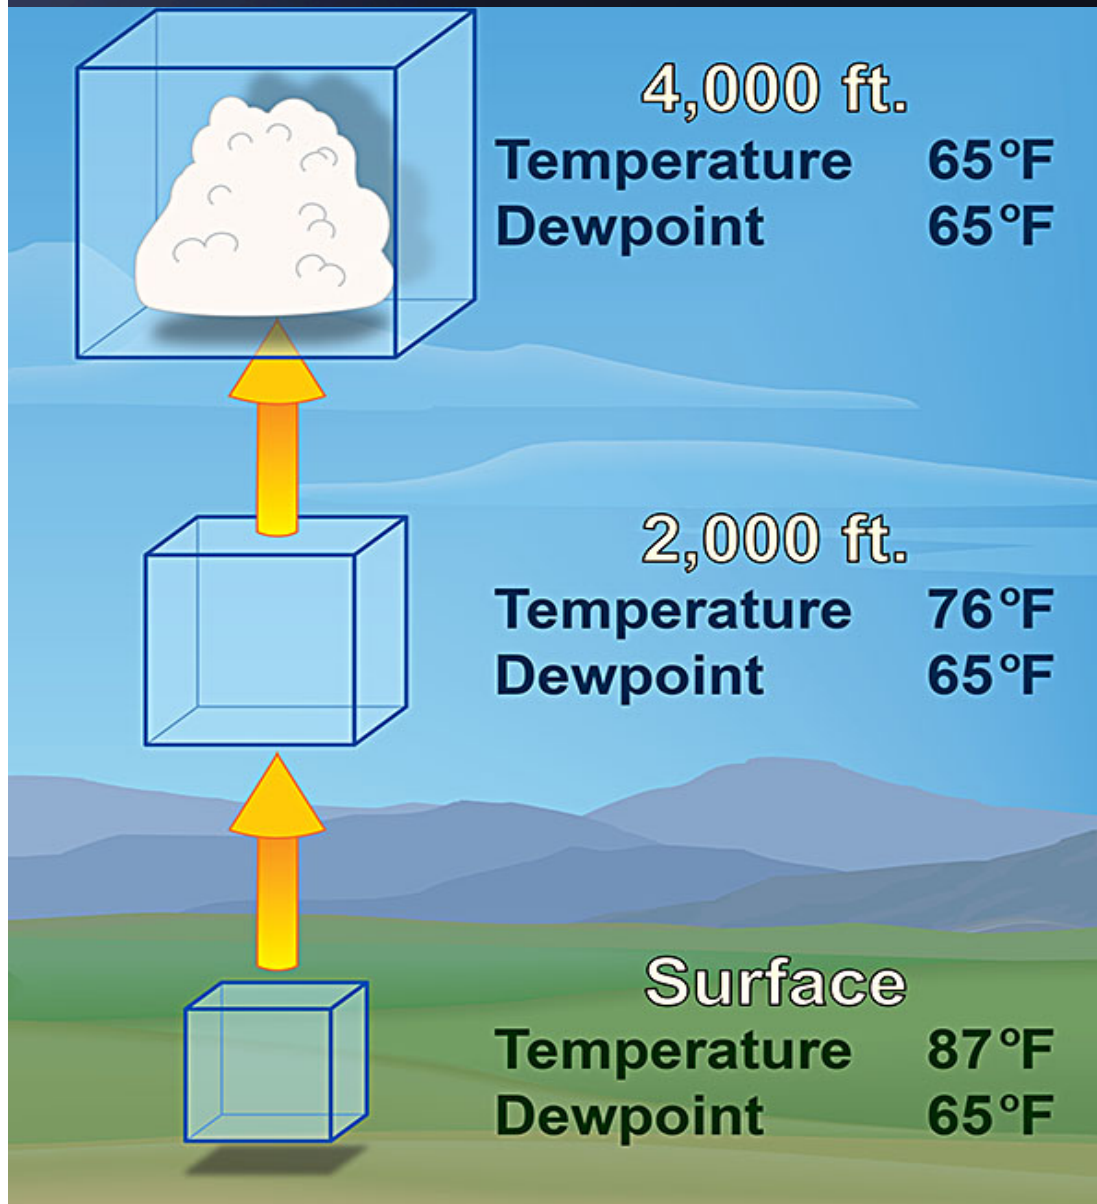 4,000 ft.
Temperature 65°F
Dewpoint 65°F
2,000 ft.
Temperature 76°F
Dewpoint 65°F
Surface
Temperature 87°F
Dewpoint 65°F